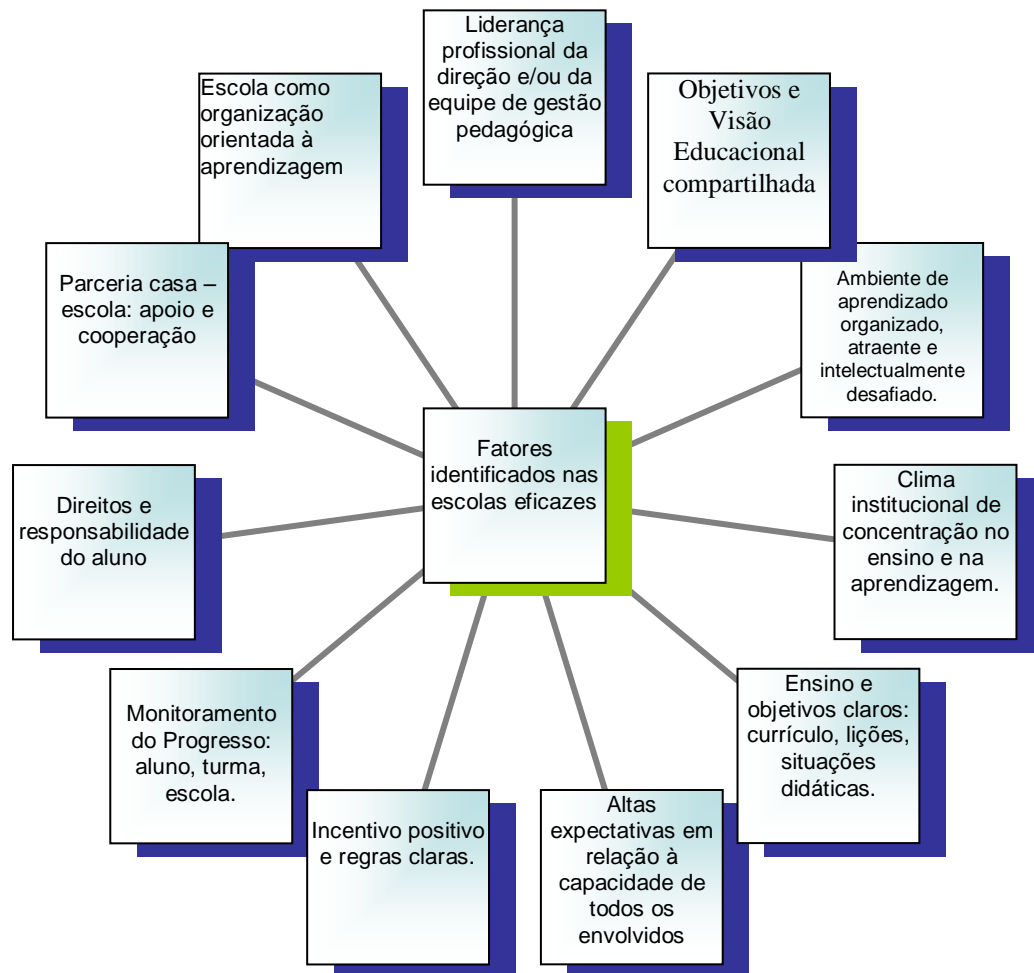 Liderança
profissional da
direção e/ou da
equipe de gestão
pedagógica
Objetivos e
Visão
Educacional
compartilhada
Ambiente de
aprendizado
organizado,
atraente e
intelectualmente
desafiado.
Clima
institucional de
concentração no
ensino e na
aprendizagem.
Ensino e
objetivos claros:
currículo, lições,
situações
didáticas.
Altas
expectativas em
relação à
capacidade de
todos os
envolvidos
Incentivo positivo
e regras claras.
Monitoramento
do Progresso:
aluno, turma,
escola.
Direitos e
responsabilidade
do aluno
Parceria casa –
escola: apoio e
cooperação
Escola como
organização
orientada à
aprendizagem
Fatores
identificados nas
escolas eficazes